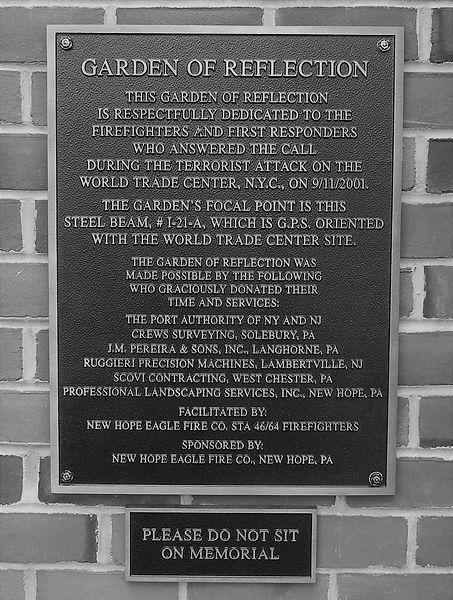 GARDEN OF REFLECTION
THIS GARDEN OF REFLECTION
IS RESPECTFULLY DEDICATED TO THE
FIREFIGHTERS AND FIRST RESPONDERS
WHO ANSWERED THE CALL
DURING THE TERRORIST ATTACK ON THE
WORLD TRADE CENTER, N.Y.C., ON 9/11/2001.
THE GARDEN'S FOCAL POINT IS THIS
STEEL BEAM, # I-21-A, WHICH IS G.P.S. ORIENTED
WITH THE WORLD TRADE CENTER SITE.
THE GARDEN OF REFLECTION WAS
MADE POSSIBLE BY THE FOLLOWING
WHO GRACIOUSLY DONATED THEIR
TIME AND SERVICES:
THE PORT AUTHORITY OF NY AND NJ
CREWS SURVEYING, SOLEBURY, PA
J.M. PEREIRA & SONS, INC., LANGHORNE, PA
RUGGIERI PRECISION MACHINES, LAMBERTVILLE, NJ
SCOVI CONTRACTING, WEST CHESTER, PA
PROFESSIONAL LANDSCAPING SERVICES, INC., NEW HOPE, PA
FACILITATED BY:
NEW HOPE EAGLE FIRE CO. STA 46/64 FIREFIGHTERS
SPONSORED BY:
NEW HOPE EAGLE FIRE CO., NEW HOPE, PA
PLEASE DO NOT SIT
ON MEMORIAL